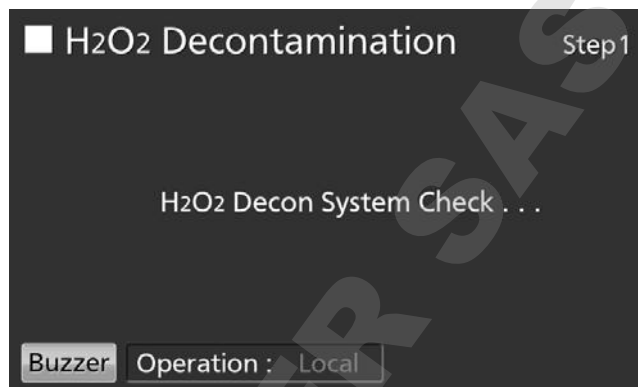 H2O2 Decontamination
Step1
H2O2 Decon System Check . . .
Buzzer
Operation : Local